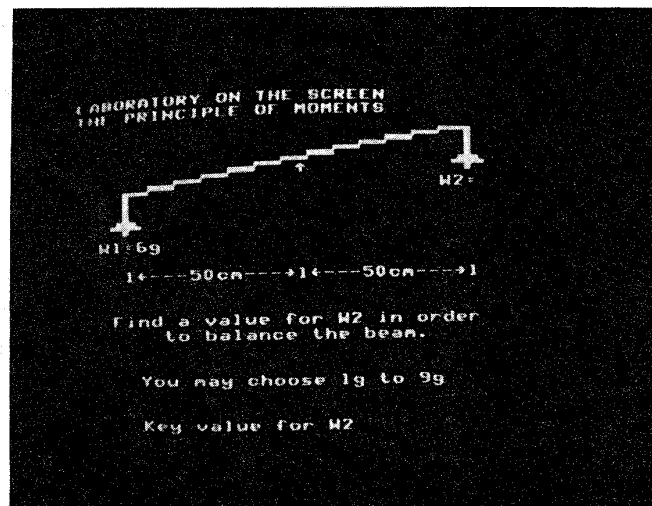 LABORATORY ON THE SCREEN
THE PRINCIPLE OF MOMENTS
W2=
W1=6g
1←---50cm---→1←---50cm---→1
Find a value for W2 in order
to balance the beam.
You may choose 1g to 9g
Key value for W2